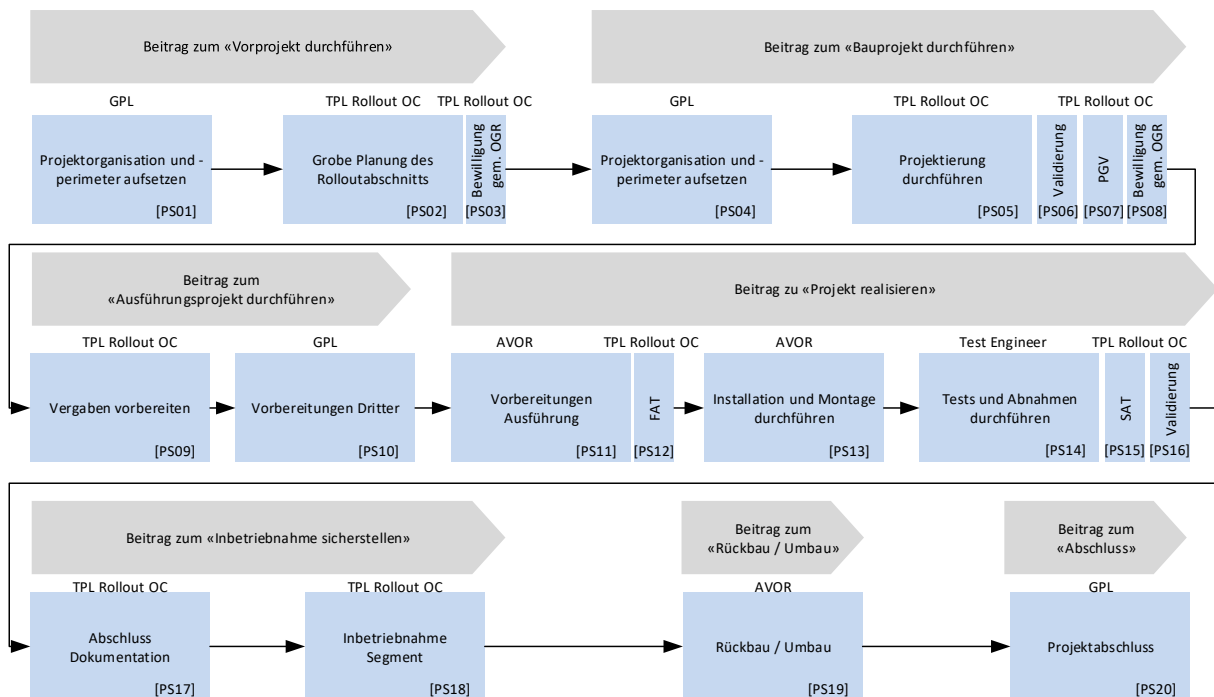 Beitrag zum «Vorprojekt durchführen»
Beitrag zum «Bauprojekt durchführen»
GPL
TPL Rollout OC
TPL Rollout OC
GPL
TPL Rollout OC
TPL Rollout OC
Projektorganisation und -
perimeter aufsetzen
[PS01]
Grobe Planung des
Rolloutabschnitts
[PS02]
Bewilligung
gem. OGR
[PS03]
Projektorganisation und -
perimeter aufsetzen
[PS04]
Projektierung
durchführen
[PS05]
Validierung
[PS06]
PGV
[PS07]
Bewilligung
gem. OGR
[PS08]
Beitrag zum
«Ausführungsprojekt durchführen»
Beitrag zu «Projekt realisieren»
TPL Rollout OC
GPL
AVOR
TPL Rollout OC
AVOR
Test Engineer
TPL Rollout OC
Vergaben vorbereiten
[PS09]
Vorbereitungen Dritter
[PS10]
Vorbereitungen
Ausführung
[PS11]
FAT
[PS12]
Installation und Montage
durchführen
[PS13]
Tests und Abnahmen
durchführen
[PS14]
SAT
[PS15]
Validierung
[PS16]
Beitrag zum «Inbetriebnahme sicherstellen»
Beitrag zum
«Rückbau / Umbau»
Beitrag zum
«Abschluss»
TPL Rollout OC
TPL Rollout OC
AVOR
GPL
Abschluss
Dokumentation
[PS17]
Inbetriebnahme
Segment
[PS18]
Rückbau / Umbau
[PS19]
Projektabschluss
[PS20]